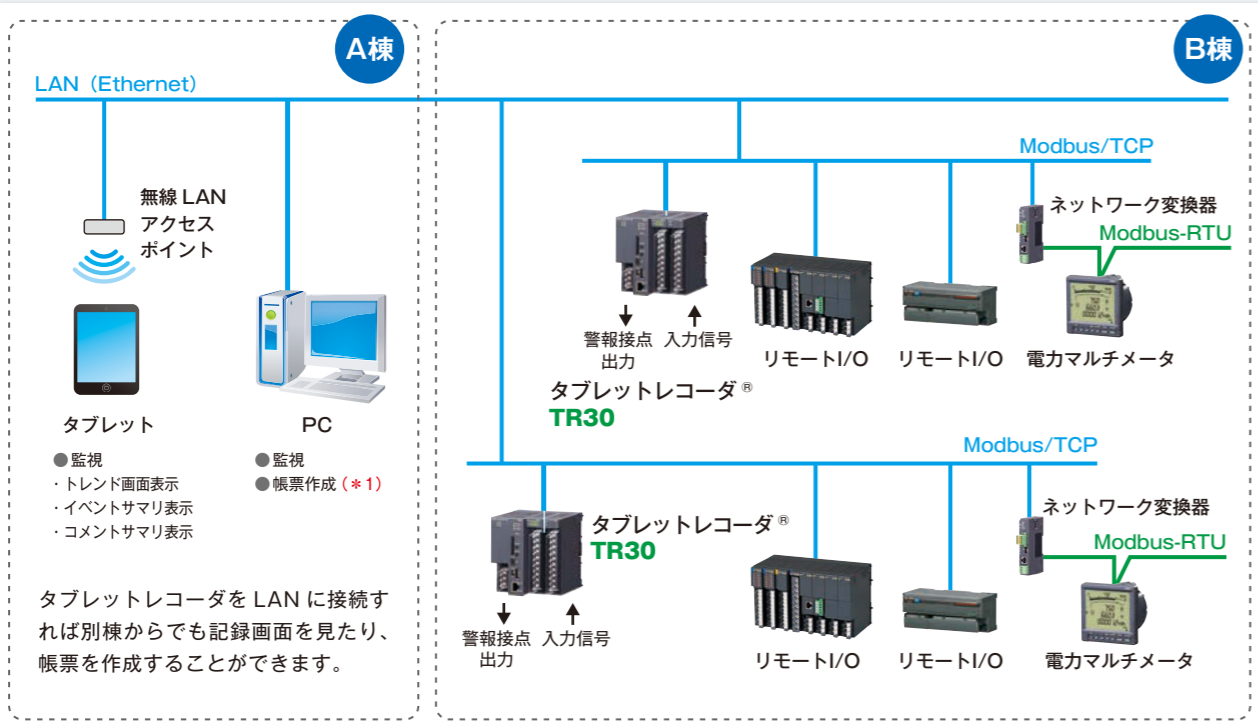 A棟
LAN（Ethernet）
無線 LAN
アクセス
ポイント
タブレット
●監視
・トレンド画面表示
・イベントサマリ表示
・コメントサマリ表示
PC
●監視
●帳票作成（＊1）
タブレットレコーダを LAN に接続す
れば別棟からでも記録画面を見たり、
帳票を作成することができます。
B棟
Modbus/TCP
ネットワーク変換器
Modbus-RTU
警報接点
出力
入力信号
タブレットレコーダ®
TR30
リモートI/O
リモートI/O
電力マルチメータ
Modbus/TCP
ネットワーク変換器
Modbus-RTU
タブレットレコーダ®
TR30
警報接点
出力
入力信号
リモートI/O
リモートI/O
電力マルチメータ